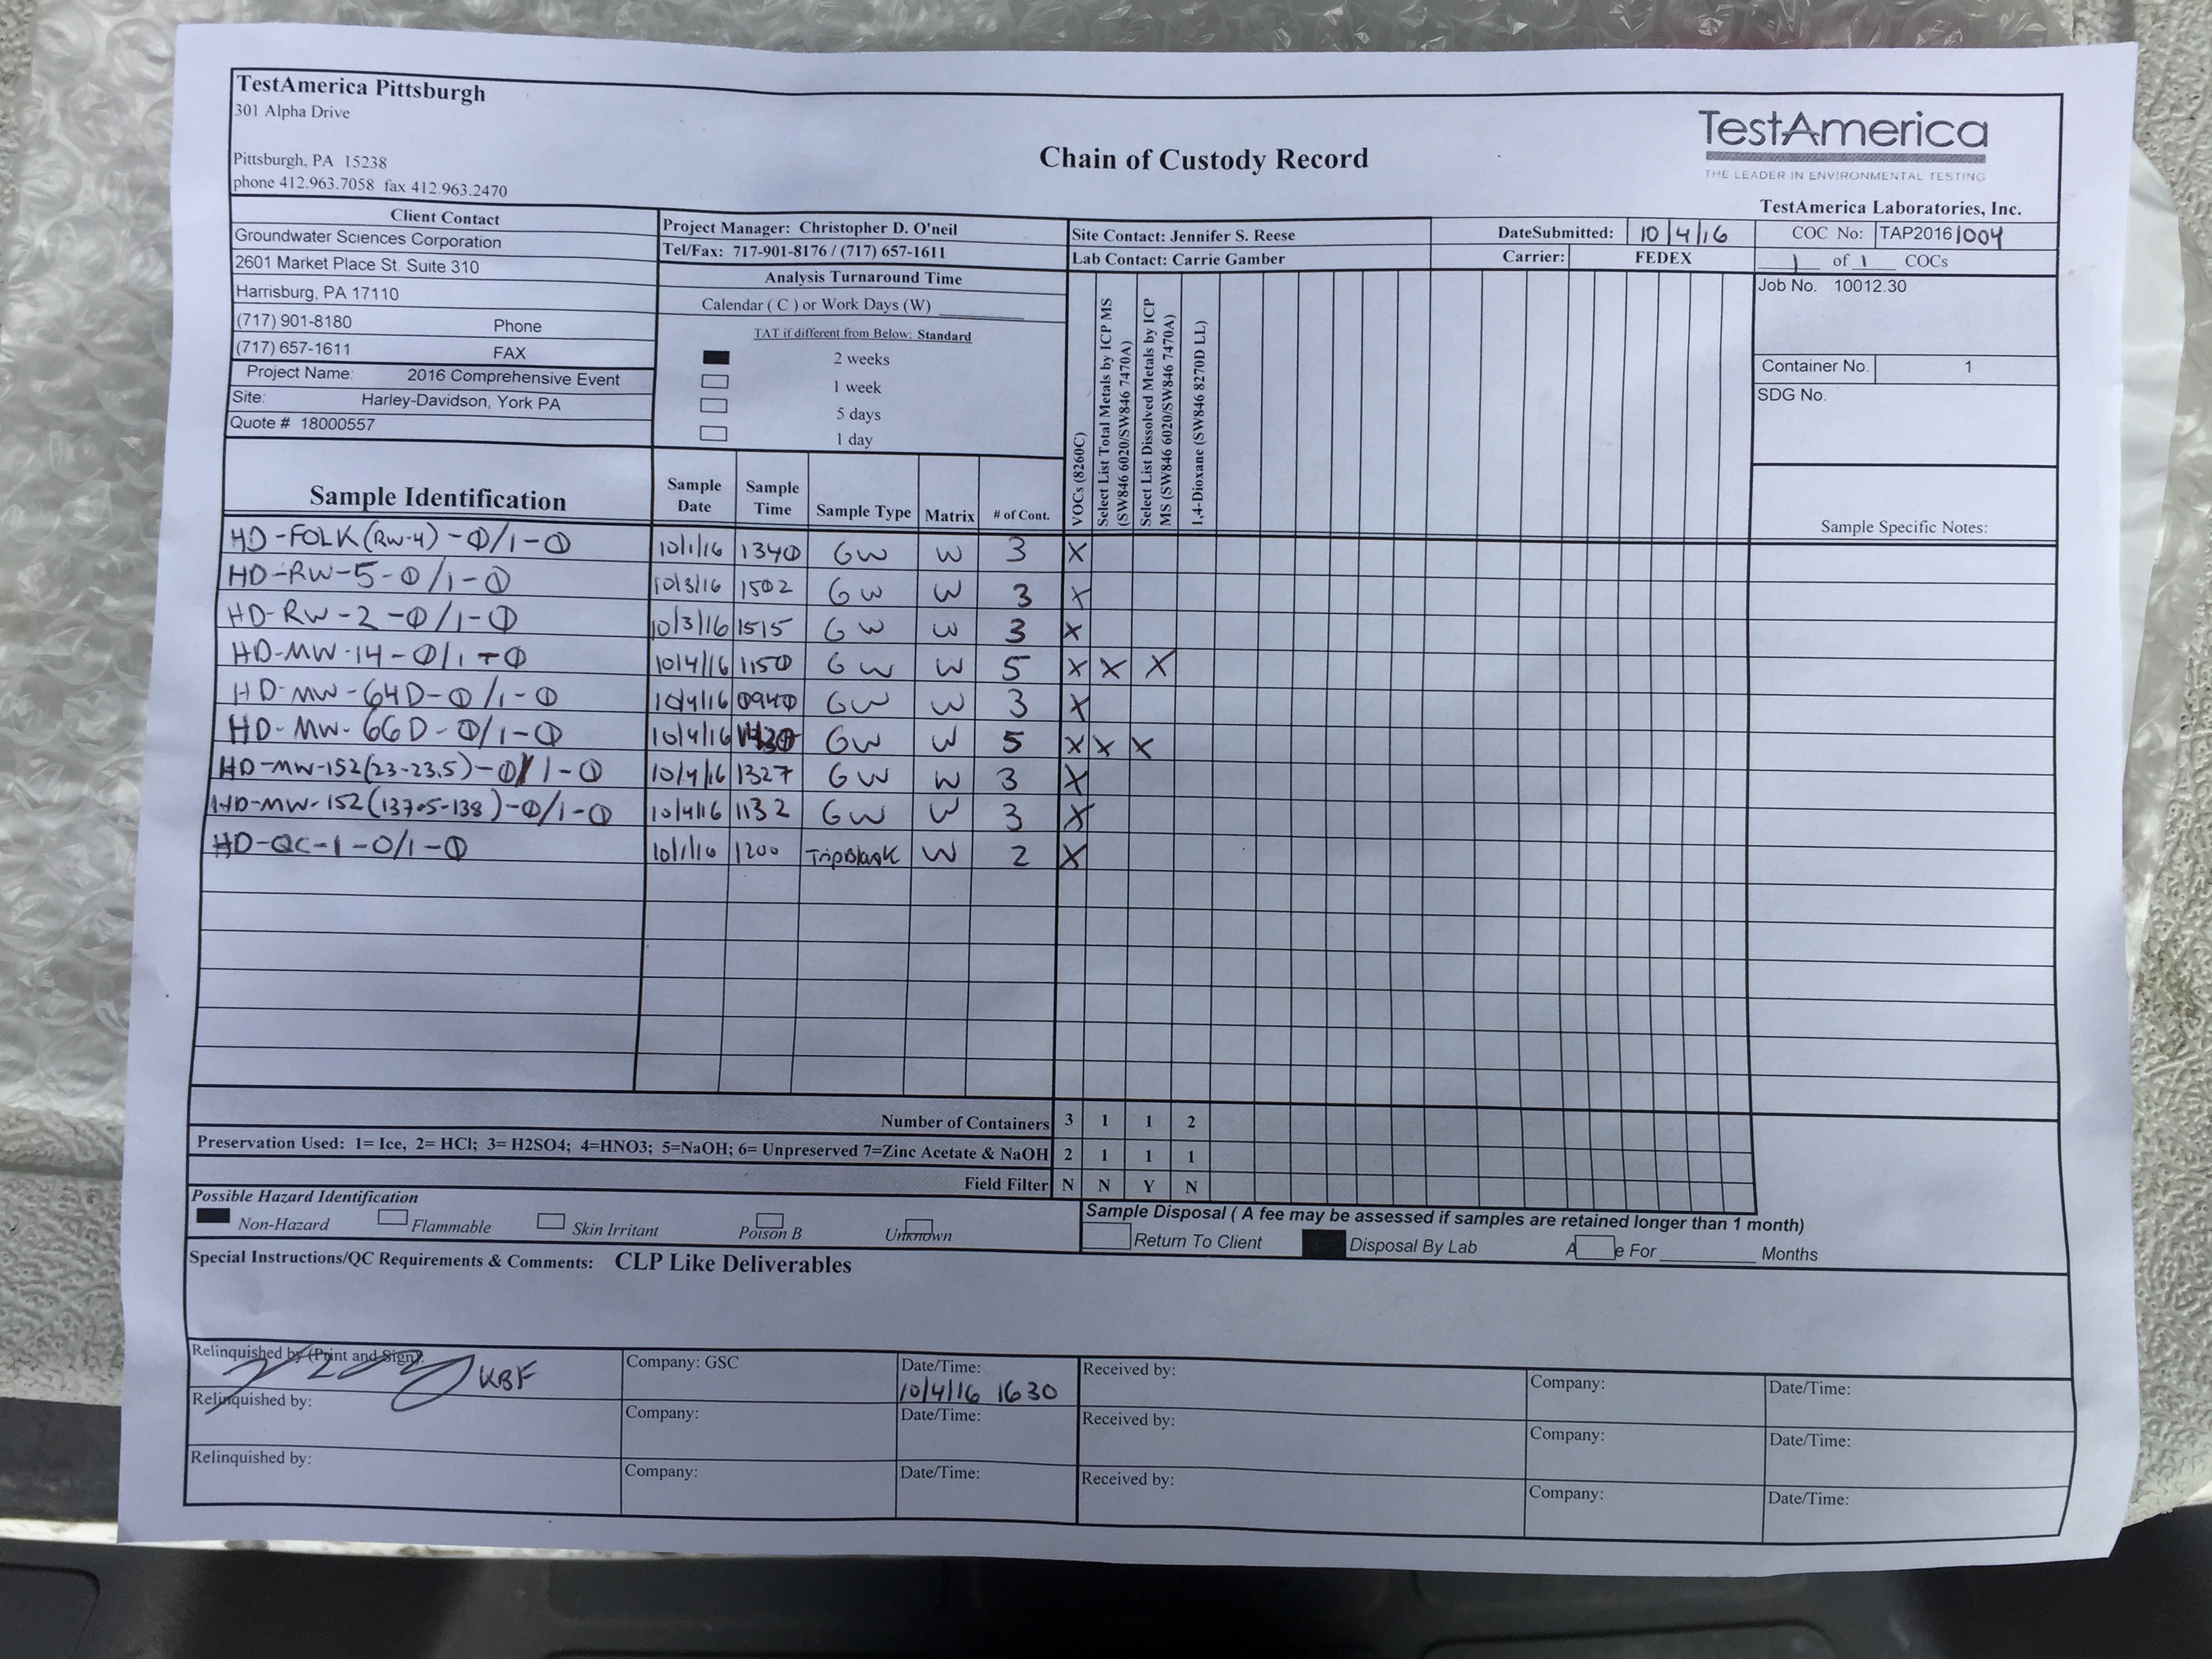 TestAmerica Pittsburgh
301 Alpha Drive
Pittsburgh, PA 15238
phone 412.963.7058 fax 412.963.2470
Chain of Custody Record
TestAmerica
THE LEADER IN ENVIRONMENTAL TESTING
TestAmerica Laboratories, Inc.
Client Contact
Groundwater Sciences Corporation
2601 Market Place St. Suite 310
Harrisburg, PA 17110
(717) 901-8180 Phone
(717) 657-1611 FAX
Project Name: 2016 Comprehensive Event
Site: Harley-Davidson, York PA
Quote # 18000557
Project Manager: Christopher D. O'neil
Tel/Fax: 717-901-8176 / (717) 657-1611
Analysis Turnaround Time
Calendar ( C ) or Work Days (W)
TAT if different from Below: Standard
2 weeks
1 week
5 days
1 day
Site Contact: Jennifer S. Reese
Lab Contact: Carrie Gamber
DateSubmitted: 10/4/16
Carrier: FEDEX
COC No: TAP20161004
1 of 1 COCs
Job No. 10012.30
Container No. 1
SDG No.
Sample Identification
Sample Date
Sample Time
Sample Type
Matrix
# of Cont.
VOCs (8260C)
Select List Total Metals by ICP MS (SW846 6020/SW846 7470A)
Select List Dissolved Metals by ICP MS (SW846 6020/SW846 7470A)
1,4-Dioxane (SW846 8270D LL)
Sample Specific Notes:
HD-FOLK(RW-4)-0/1-0 10/1/16 1340 GW W 3 X
HD-RW-5-0/1-0 10/3/16 1502 GW W 3 X
HD-RW-2-0/1-0 10/3/16 1515 GW W 3 X
HD-MW-14-0/1-0 10/4/16 1150 GW W 5 X X X
HD-MW-64D-0/1-0 10/4/16 0940 GW W 3 X
HD-MW-66D-0/1-0 10/4/16 GW W 5 X X X
HD-MW-152(23-23.5)-0/1-0 10/4/16 1327 GW W 3 X
HD-MW-152(137.5-138)-0/1-0 10/4/16 1132 GW W 3 X
HD-QC-1-0/1-0 10/1/16 1200 TripBlank W 2 X
Number of Containers 3 1 1 2
Preservation Used: 1= Ice, 2= HCl; 3= H2SO4; 4=HNO3; 5=NaOH; 6= Unpreserved 7=Zinc Acetate & NaOH 2 1 1 1
Field Filter N N Y N
Possible Hazard Identification
Non-Hazard Flammable Skin Irritant Poison B Unknown
Sample Disposal ( A fee may be assessed if samples are retained longer than 1 month)
Return To Client Disposal By Lab A e For Months
Special Instructions/QC Requirements & Comments: CLP Like Deliverables
Relinquished by (Print and Sign): KBF
Company: GSC
Date/Time: 10/4/16 1630
Received by:
Company:
Date/Time:
Relinquished by:
Company:
Date/Time:
Received by:
Company:
Date/Time:
Relinquished by:
Company:
Date/Time:
Received by:
Company:
Date/Time: